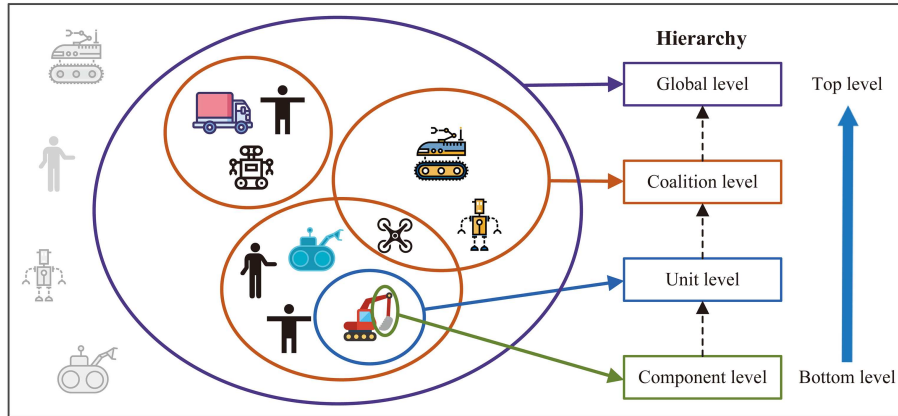 Hierarchy
Global level
Top level
Coalition level
Unit level
Component level
Bottom level